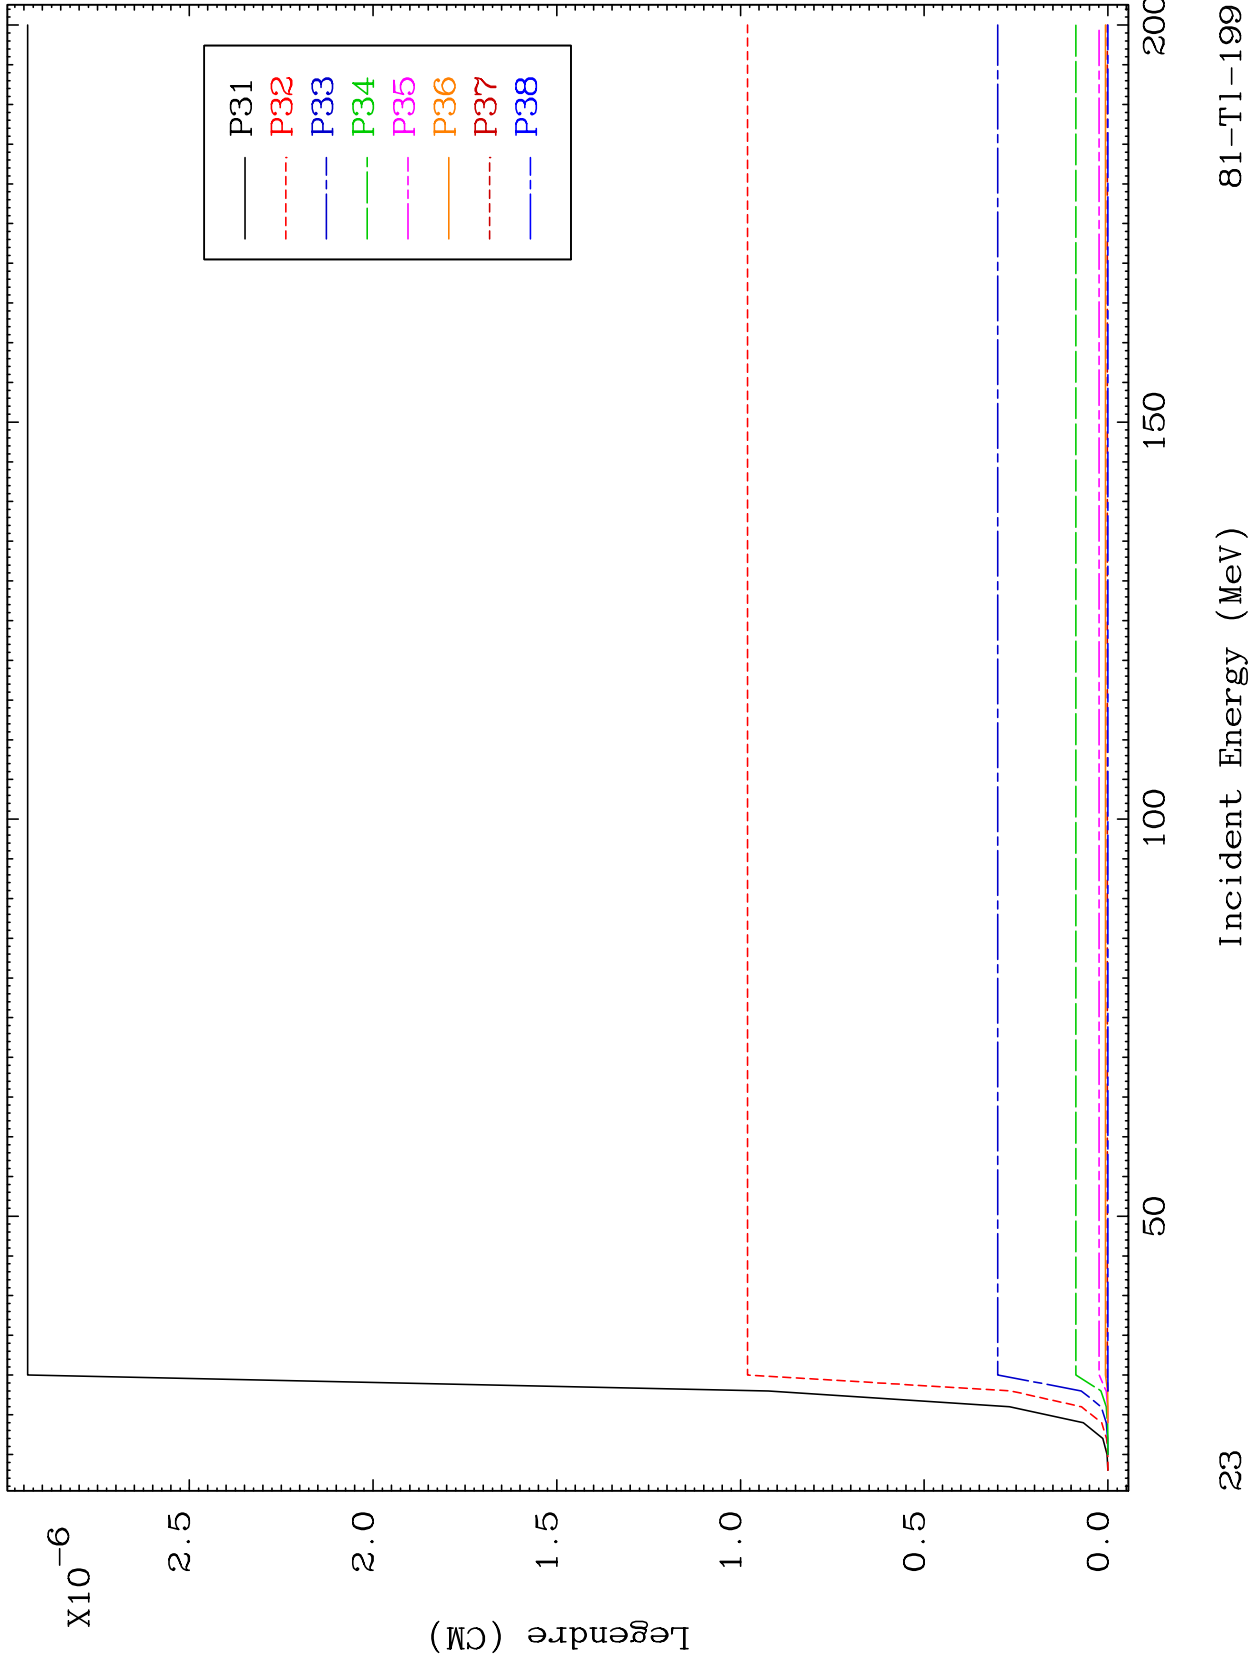 X10-6
2.5
2.0
1.5
1.0
0.5
0.0
Legendre (CM)
P31
P32
P33
P34
P35
P36
P37
P38
50
100
150
200
Incident Energy (MeV)
23
81-Tl-199